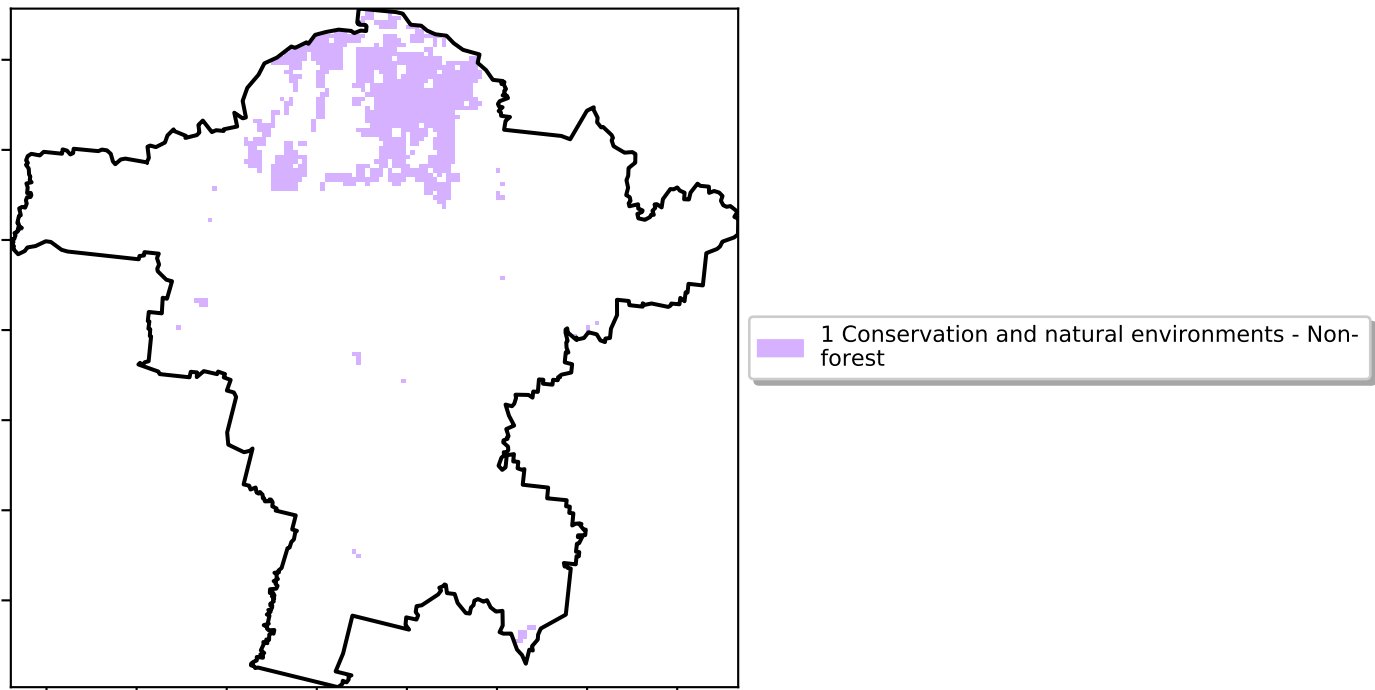 1 Conservation and natural environments - Non-
forest